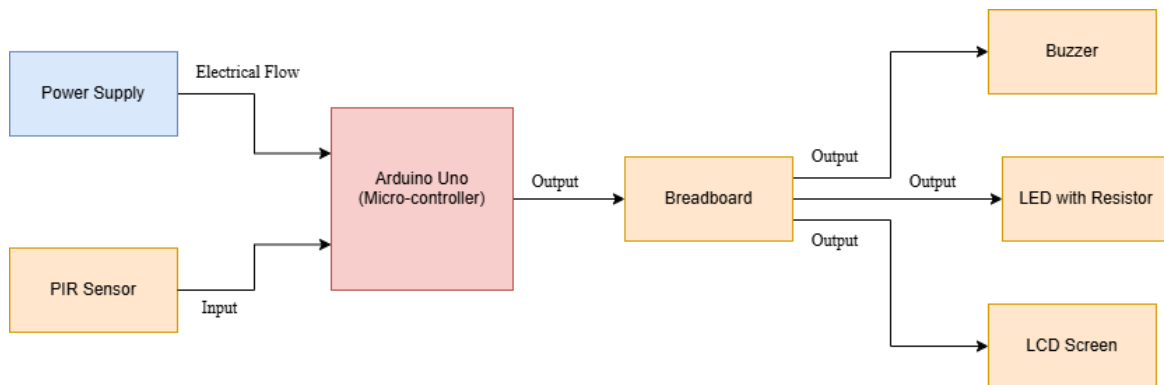 Buzzer
Power Supply
Electrical Flow
Arduino Uno
(Micro-controller)
Output
Breadboard
Output
Output
LED with Resistor
Output
PIR Sensor
Input
LCD Screen